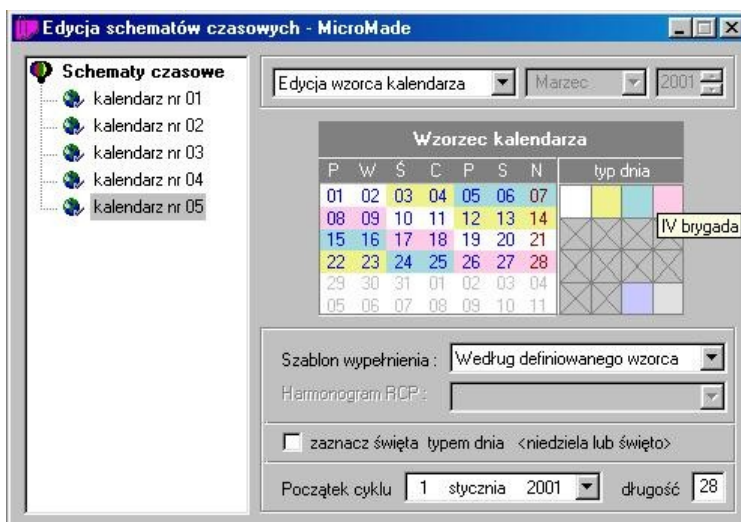 Edycja schematów czasowych - MicroMade
Schematy czasowe
kalendarz nr 01
kalendarz nr 02
kalendarz nr 03
kalendarz nr 04
kalendarz nr 05
Edycja wzorca kalendarza Marzec 2001
Wzorzec kalendarza
P W Ś C P S N typ dnia
01 02 03 04 05 06 07
08 09 10 11 12 13 14
IV brygada
15 16 17 18 19 20 21
22 23 24 25 26 27 28
29 30 31 01 02 03 04
05 06 07 08 09 10 11
Szablon wypełnienia : Według definiowanego wzorca
Harmonogram RCP :
zaznacz święta typem dnia <niedziela lub święto>
Początek cyklu 1 stycznia 2001 długość 28